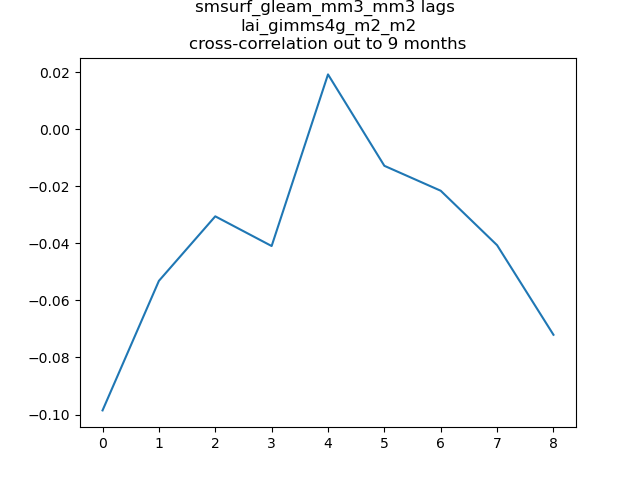 smsurf_gleam_mm3_mm3 lags
lai_gimms4g_m2_m2
cross-correlation out to 9 months
0.02
0.00
−0.02
−0.04
−0.06
−0.08
−0.10
0 1 2 3 4 5 6 7 8